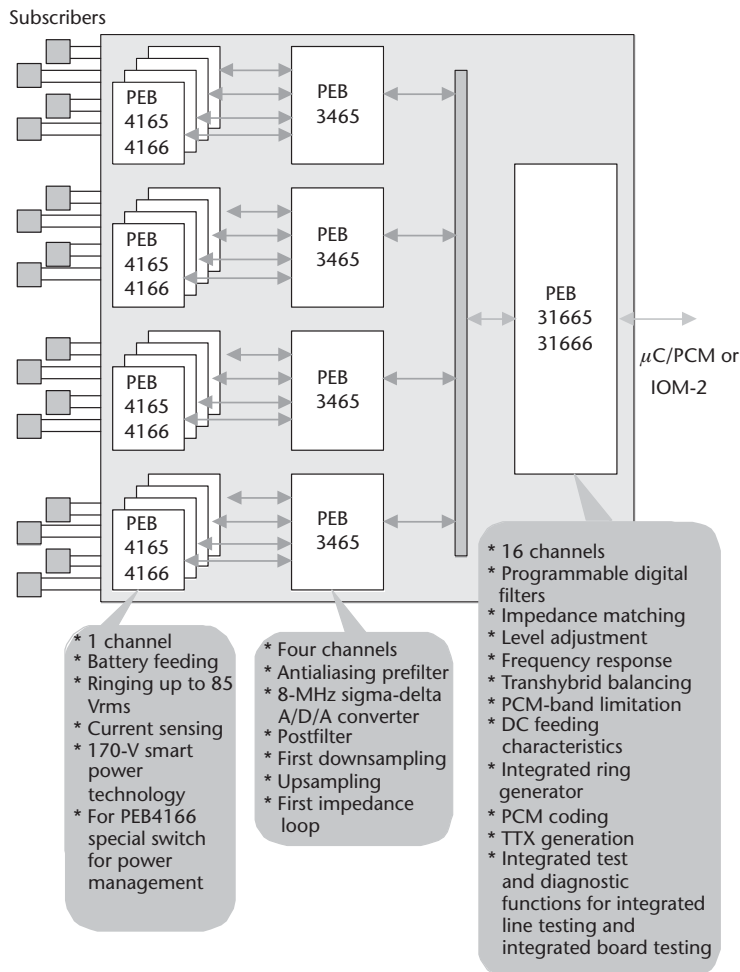 Subscribers
PEB
4165
4166
PEB
3465
PEB
4165
4166
PEB
3465
PEB
4165
4166
PEB
3465
PEB
4165
4166
PEB
3465
PEB
31665
31666
μC/PCM or
IOM-2
* 1 channel
* Battery feeding
* Ringing up to 85
Vrms
* Current sensing
* 170-V smart
power
technology
* For PEB4166
special switch
for power
management
* Four channels
* Antialiasing prefilter
* 8-MHz sigma-delta
A/D/A converter
* Postfilter
* First downsampling
* Upsampling
* First impedance
loop
* 16 channels
* Programmable digital
filters
* Impedance matching
* Level adjustment
* Frequency response
* Transhybrid balancing
* PCM-band limitation
* DC feeding
characteristics
* Integrated ring
generator
* PCM coding
* TTX generation
* Integrated test
and diagnostic
functions for integrated
line testing and
integrated board testing